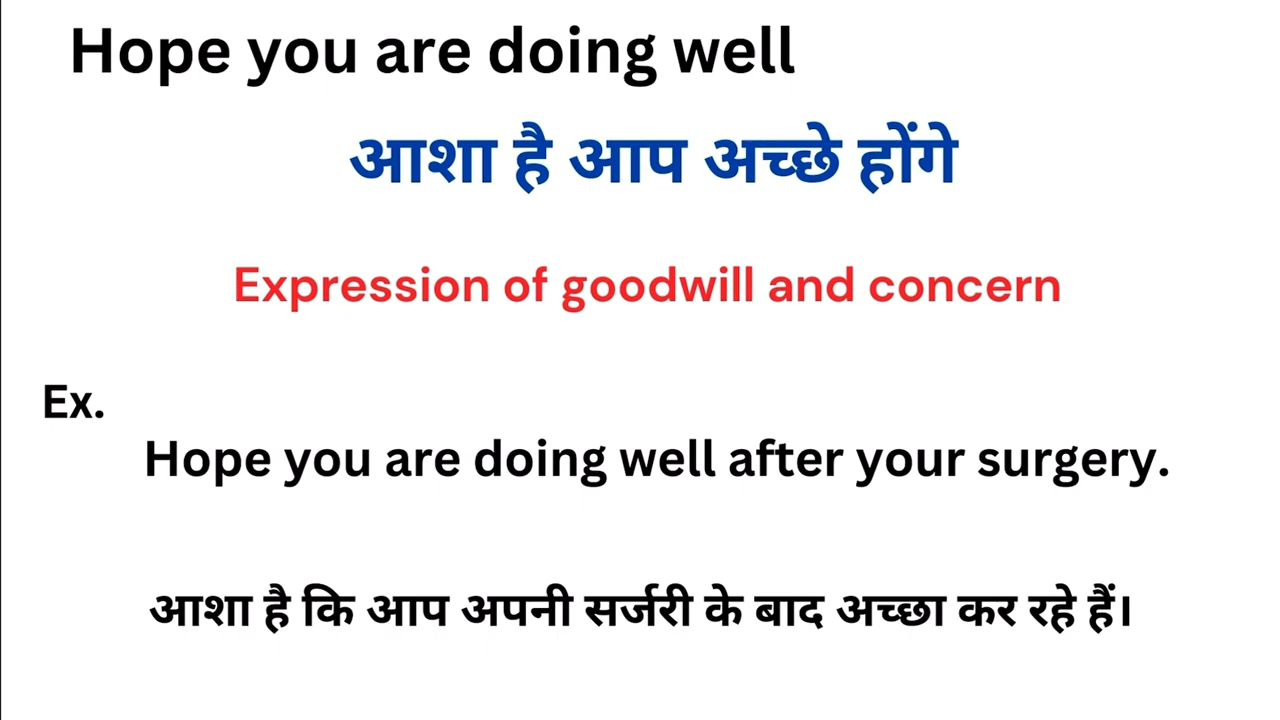 Hope you are doing well
आशा है आप अच्छे होंगे
Expression of goodwill and concern
Ex.
Hope you are doing well after your surgery.
आशा है कि आप अपनी सर्जरी के बाद अच्छा कर रहे हैं।